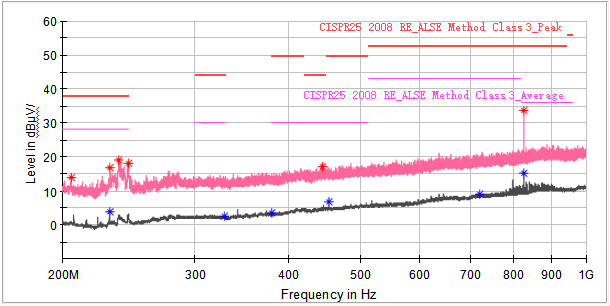 CISPR25 2008 RE_ALSE Method Class 3_Peak
CISPR25 2008 RE_ALSE Method Class 3_Average
Level in dBµV/
60
50
40
30
20
10
0
200M 300 400 500 600 700 800 900 1G
Frequency in Hz